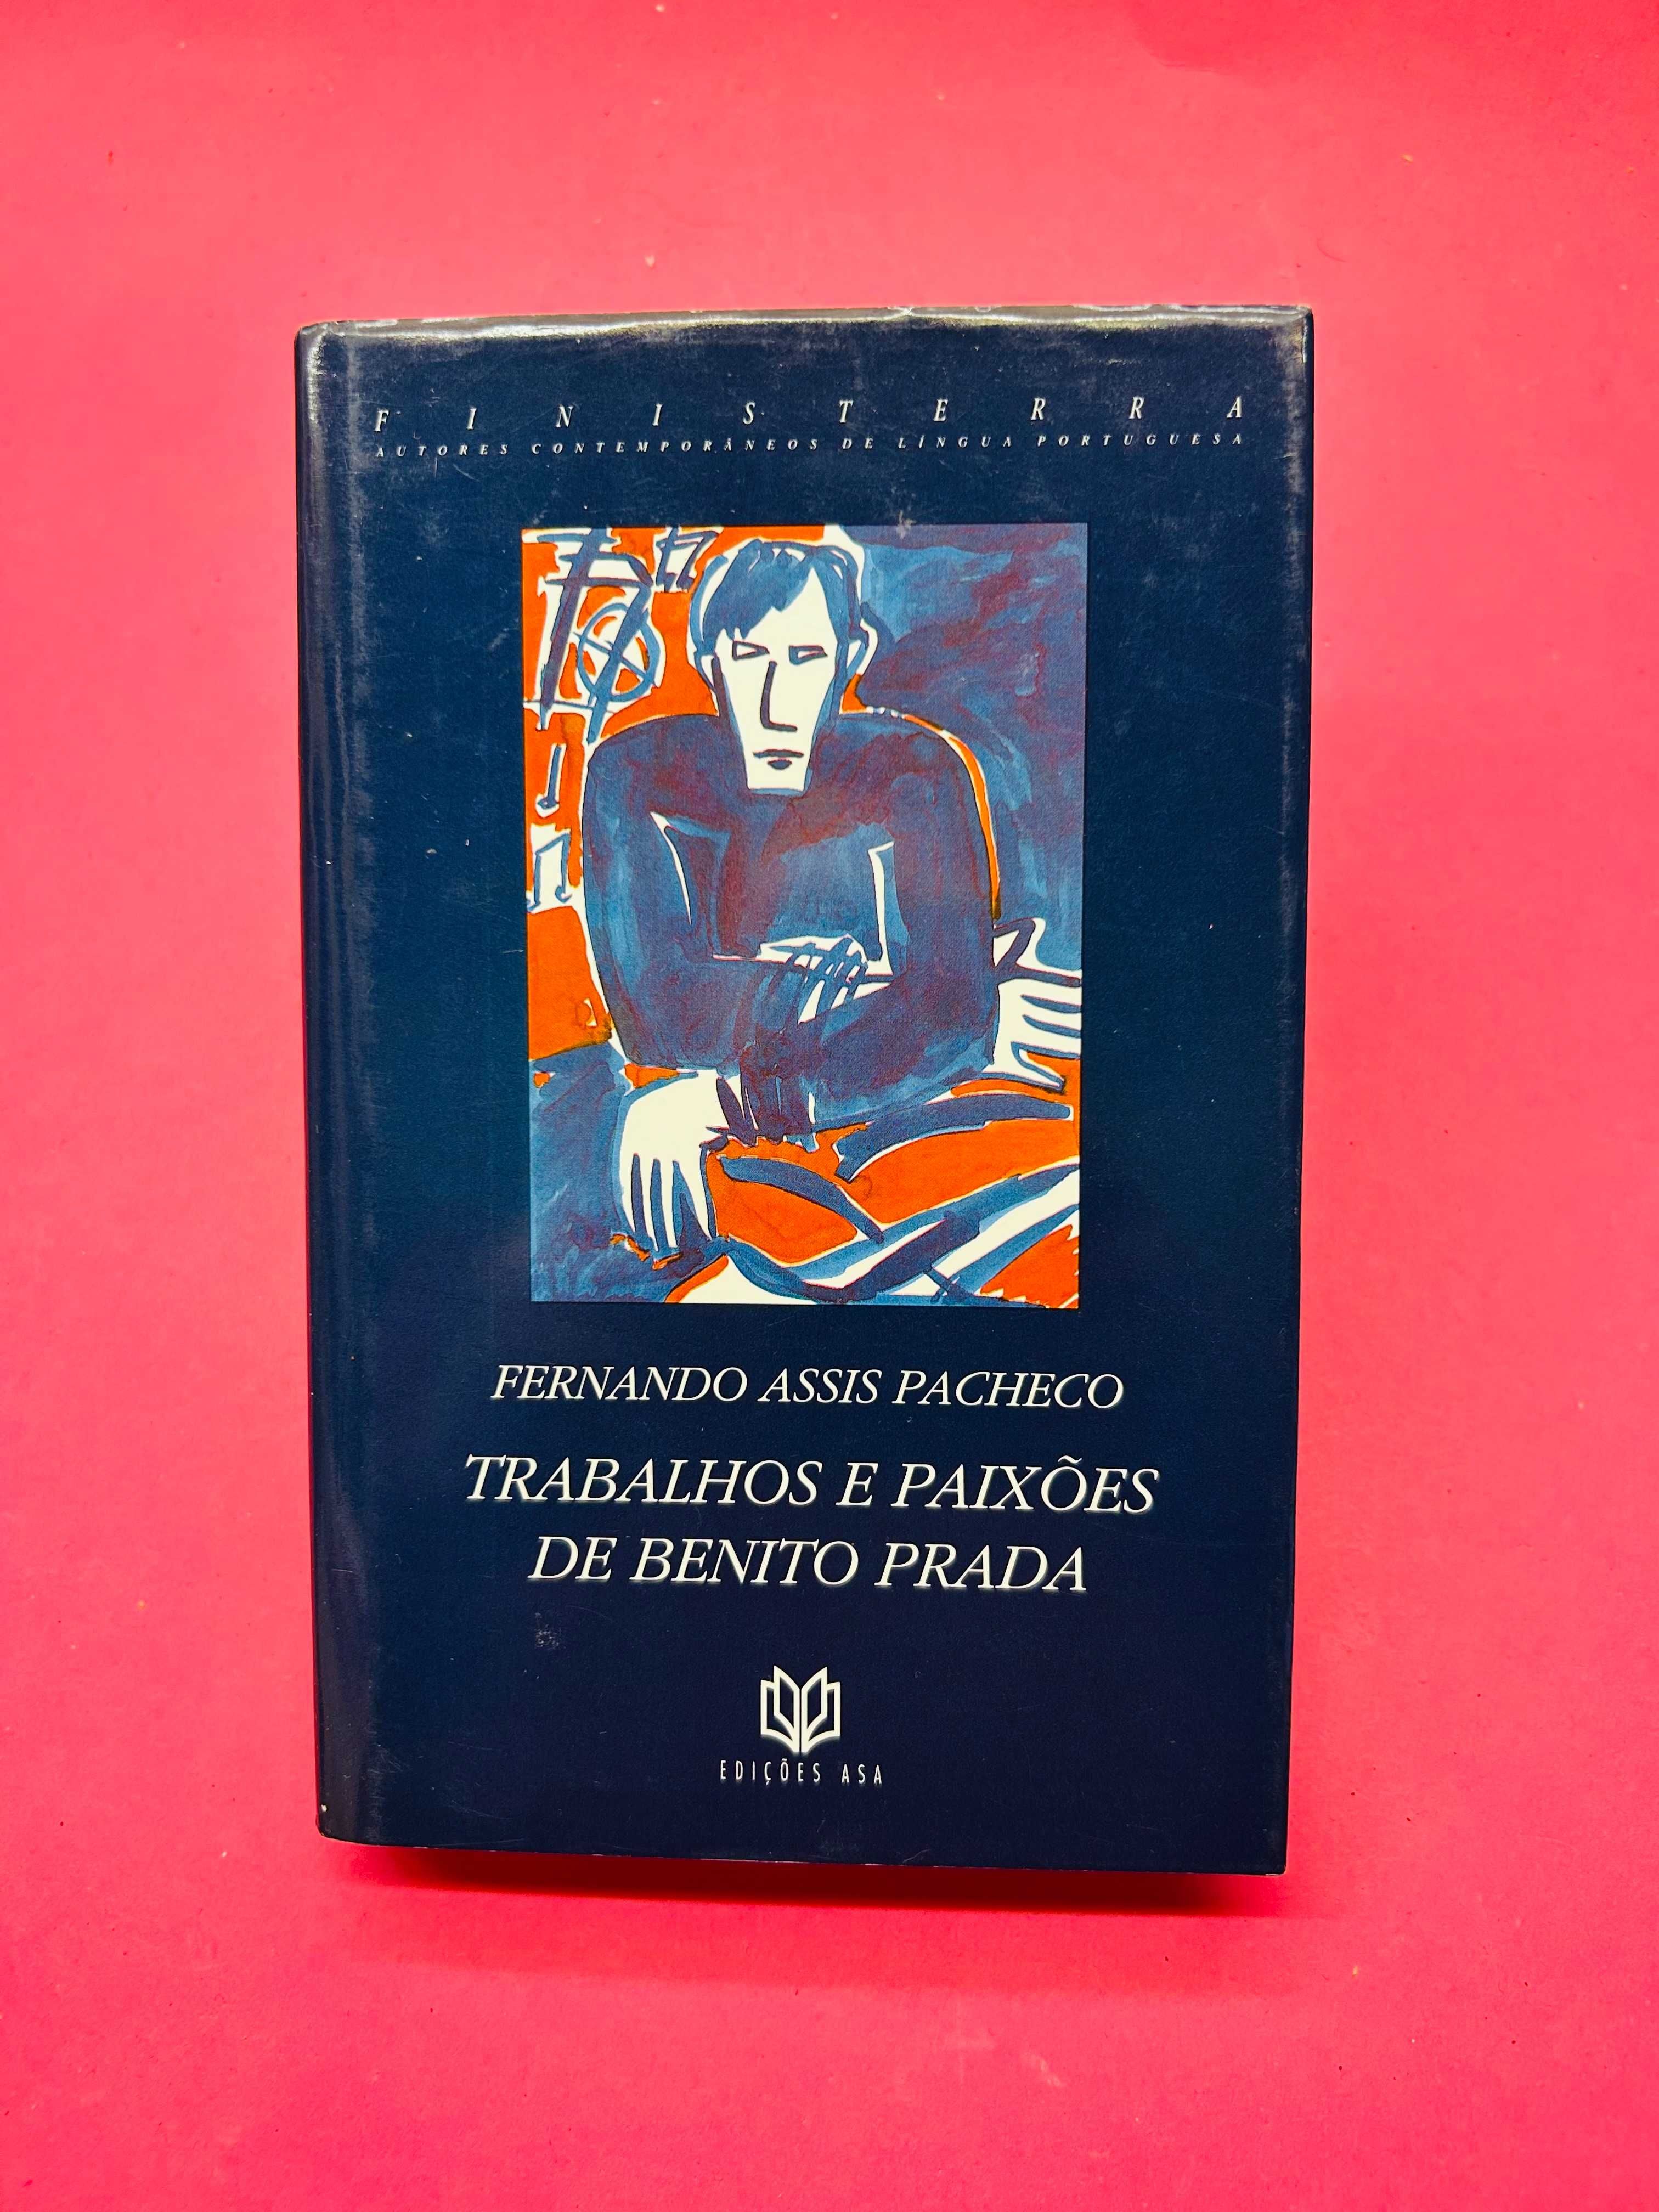 FINISTERRA
AUTORES CONTEMPORÂNEOS DE LÍNGUA PORTUGUESA
FERNANDO ASSIS PACHECO
TRABALHOS E PAIXÕES
DE BENITO PRADA
EDIÇÕES ASA